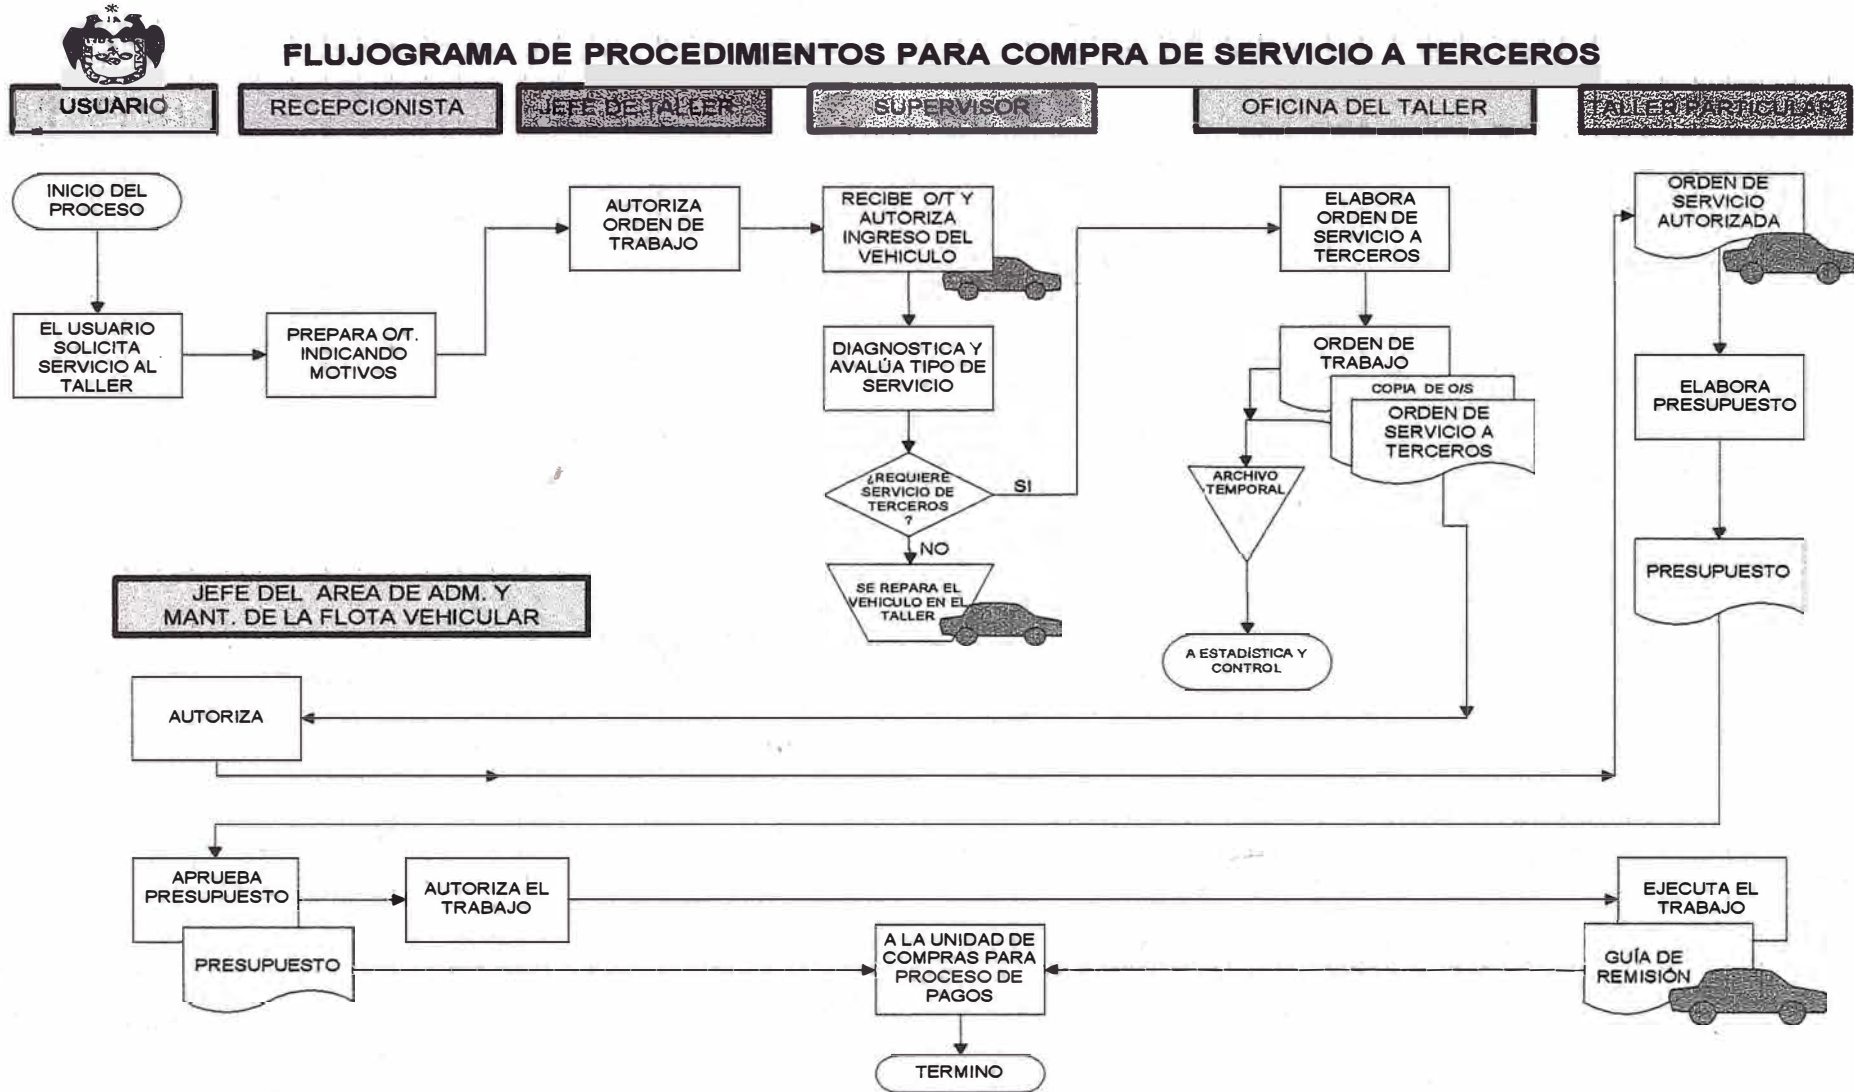 FLUJOGRAMA DE PROCEDIMIENTOS PARA COMPRA DE SERVICIO A TERCEROS
USUARIO
RECEPCIONISTA
JEFE DE TALLER
SUPERVISOR
OFICINA DEL TALLER
TALLER PARTICULAR
INICIO DEL
PROCESO
EL USUARIO
SOLICITA
SERVICIO AL
TALLER
PREPARA O/T.
INDICANDO
MOTIVOS
AUTORIZA
ORDEN DE
TRABAJO
RECIBE O/T Y
AUTORIZA
INGRESO DEL
VEHICULO
DIAGNOSTICA Y
AVALÚA TIPO DE
SERVICIO
¿REQUIERE
SERVICIO DE
TERCEROS
?
SI
NO
SE REPARA EL
VEHICULO EN EL
TALLER
ELABORA
ORDEN DE
SERVICIO A
TERCEROS
ORDEN DE
TRABAJO
COPIA DE O/S
ORDEN DE
SERVICIO A
TERCEROS
ARCHIVO
TEMPORAL
A ESTADÍSTICA Y
CONTROL
ORDEN DE
SERVICIO
AUTORIZADA
ELABORA
PRESUPUESTO
PRESUPUESTO
JEFE DEL AREA DE ADM. Y
MANT. DE LA FLOTA VEHICULAR
AUTORIZA
APRUEBA
PRESUPUESTO
PRESUPUESTO
AUTORIZA EL
TRABAJO
A LA UNIDAD DE
COMPRAS PARA
PROCESO DE
PAGOS
TERMINO
EJECUTA EL
TRABAJO
GUÍA DE
REMISIÓN